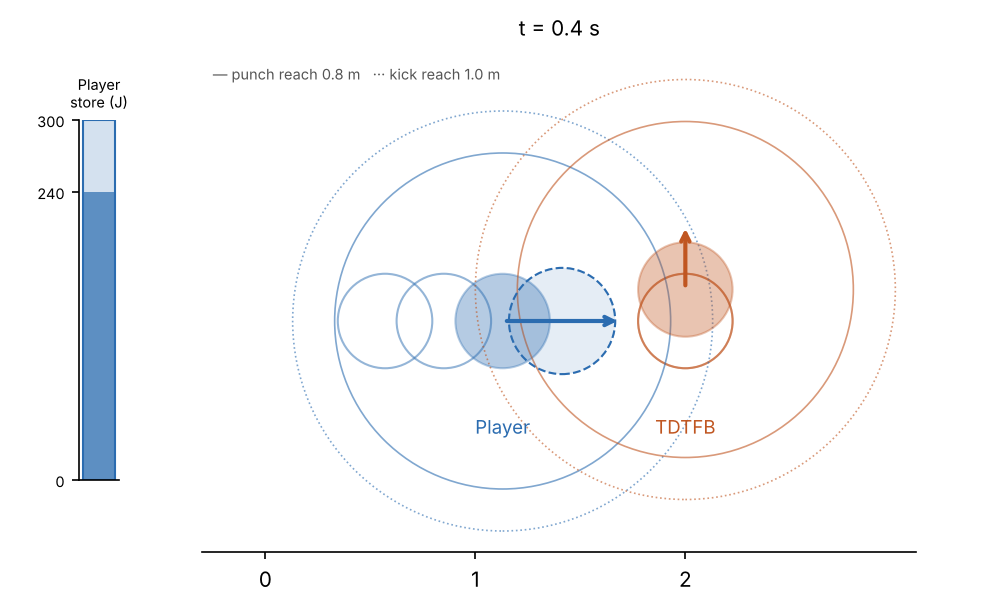 t = 0.4 s
— punch reach 0.8 m ··· kick reach 1.0 m
Player
store (J)
300
240
0
Player
TDTFB
0
1
2